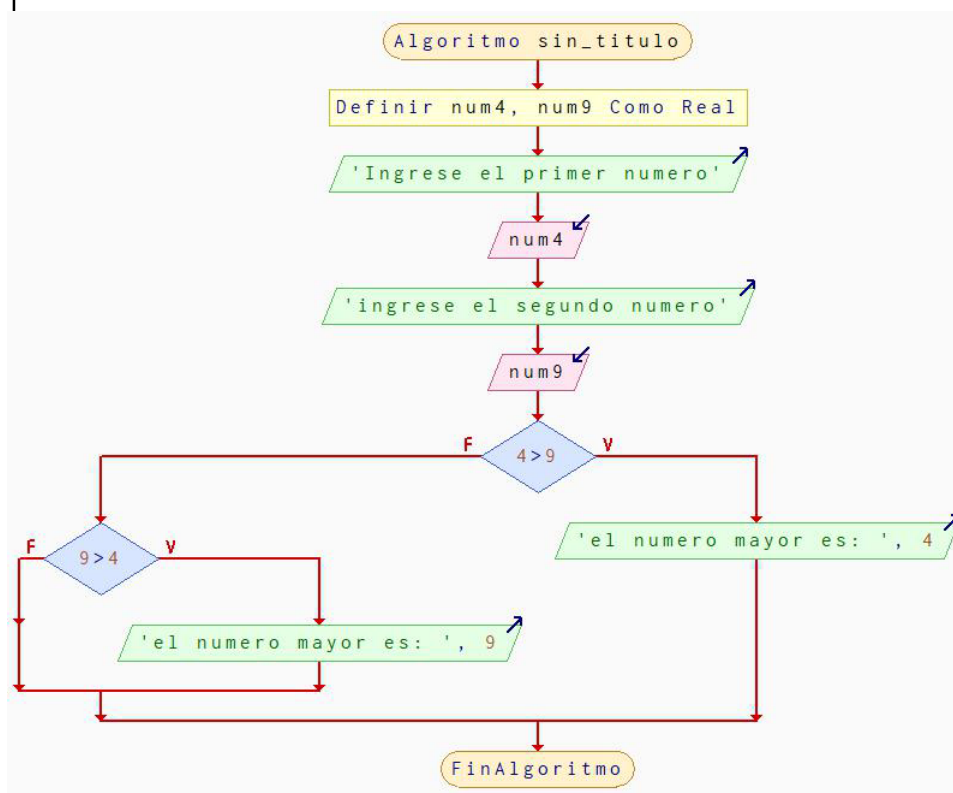 Algoritmo sin_titulo
Definir num4, num9 Como Real
'Ingrese el primer numero'
num4
'ingrese el segundo numero'
num9
F
4>9
V
F
9>4
V
'el numero mayor es: ', 4
'el numero mayor es: ', 9
FinAlgoritmo